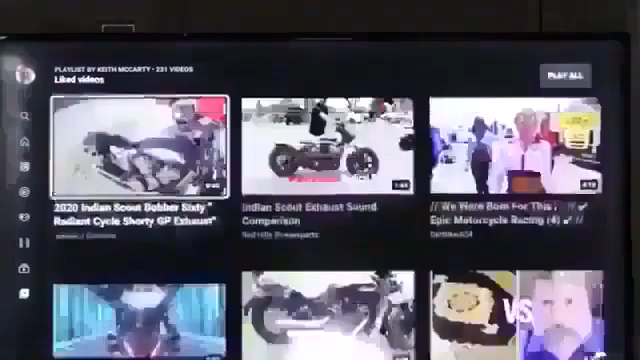 PLAYLIST BY KEITH MCCARTY • 231 VIDEOS
Liked videos
PLAY ALL
2020 Indian Scout Bobber Sixty "
Radiant Cycle Shorty GP Exhaust"
Indian Scout Exhaust Sound
Comparison
// We Were Born For This / //
Epic Motorcycle Racing (4) //
VS